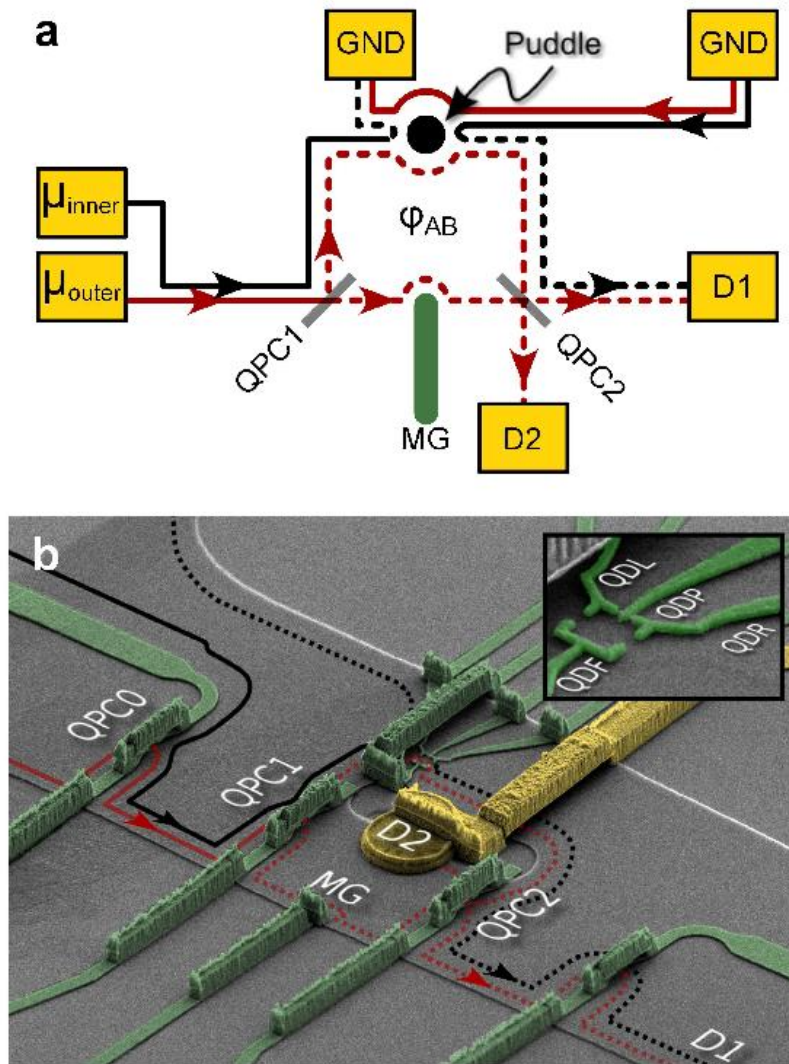 a
GND
Puddle
GND
μinner
μouter
φAB
D1
QPC1
QPC2
MG
D2
b
QPC0
QPC1
MG
D2
QPC2
D1
QDL
QDP
QDR
QDF